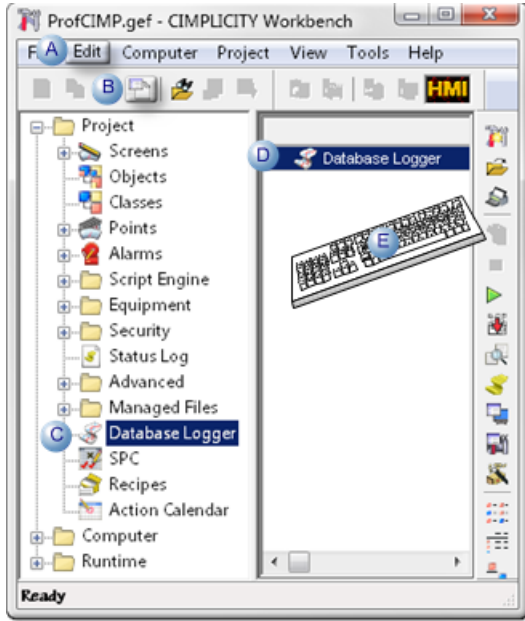 ProfCIMP.gef - CIMPLICITY Workbench
F A Edit Computer Project View Tools Help
B HMI
Project
Screens
Objects
Classes
Points
Alarms
Script Engine
Equipment
Security
Status Log
Advanced
Managed Files
C Database Logger
SPC
Recipes
Action Calendar
Computer
Runtime
D Database Logger
E
Ready